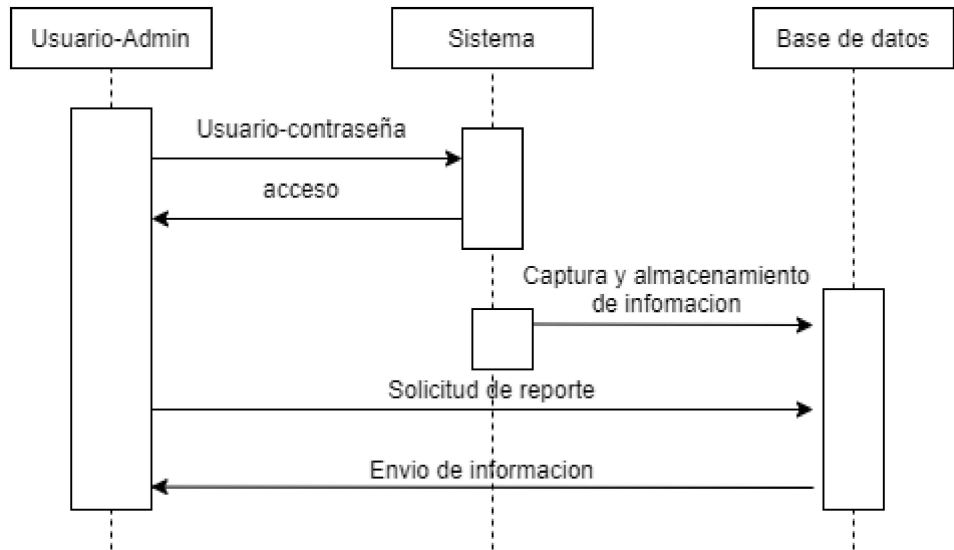 Usuario-Admin
Sistema
Base de datos
Usuario-contraseña
acceso
Captura y almacenamiento
de infomacion
Solicitud de reporte
Envio de informacion